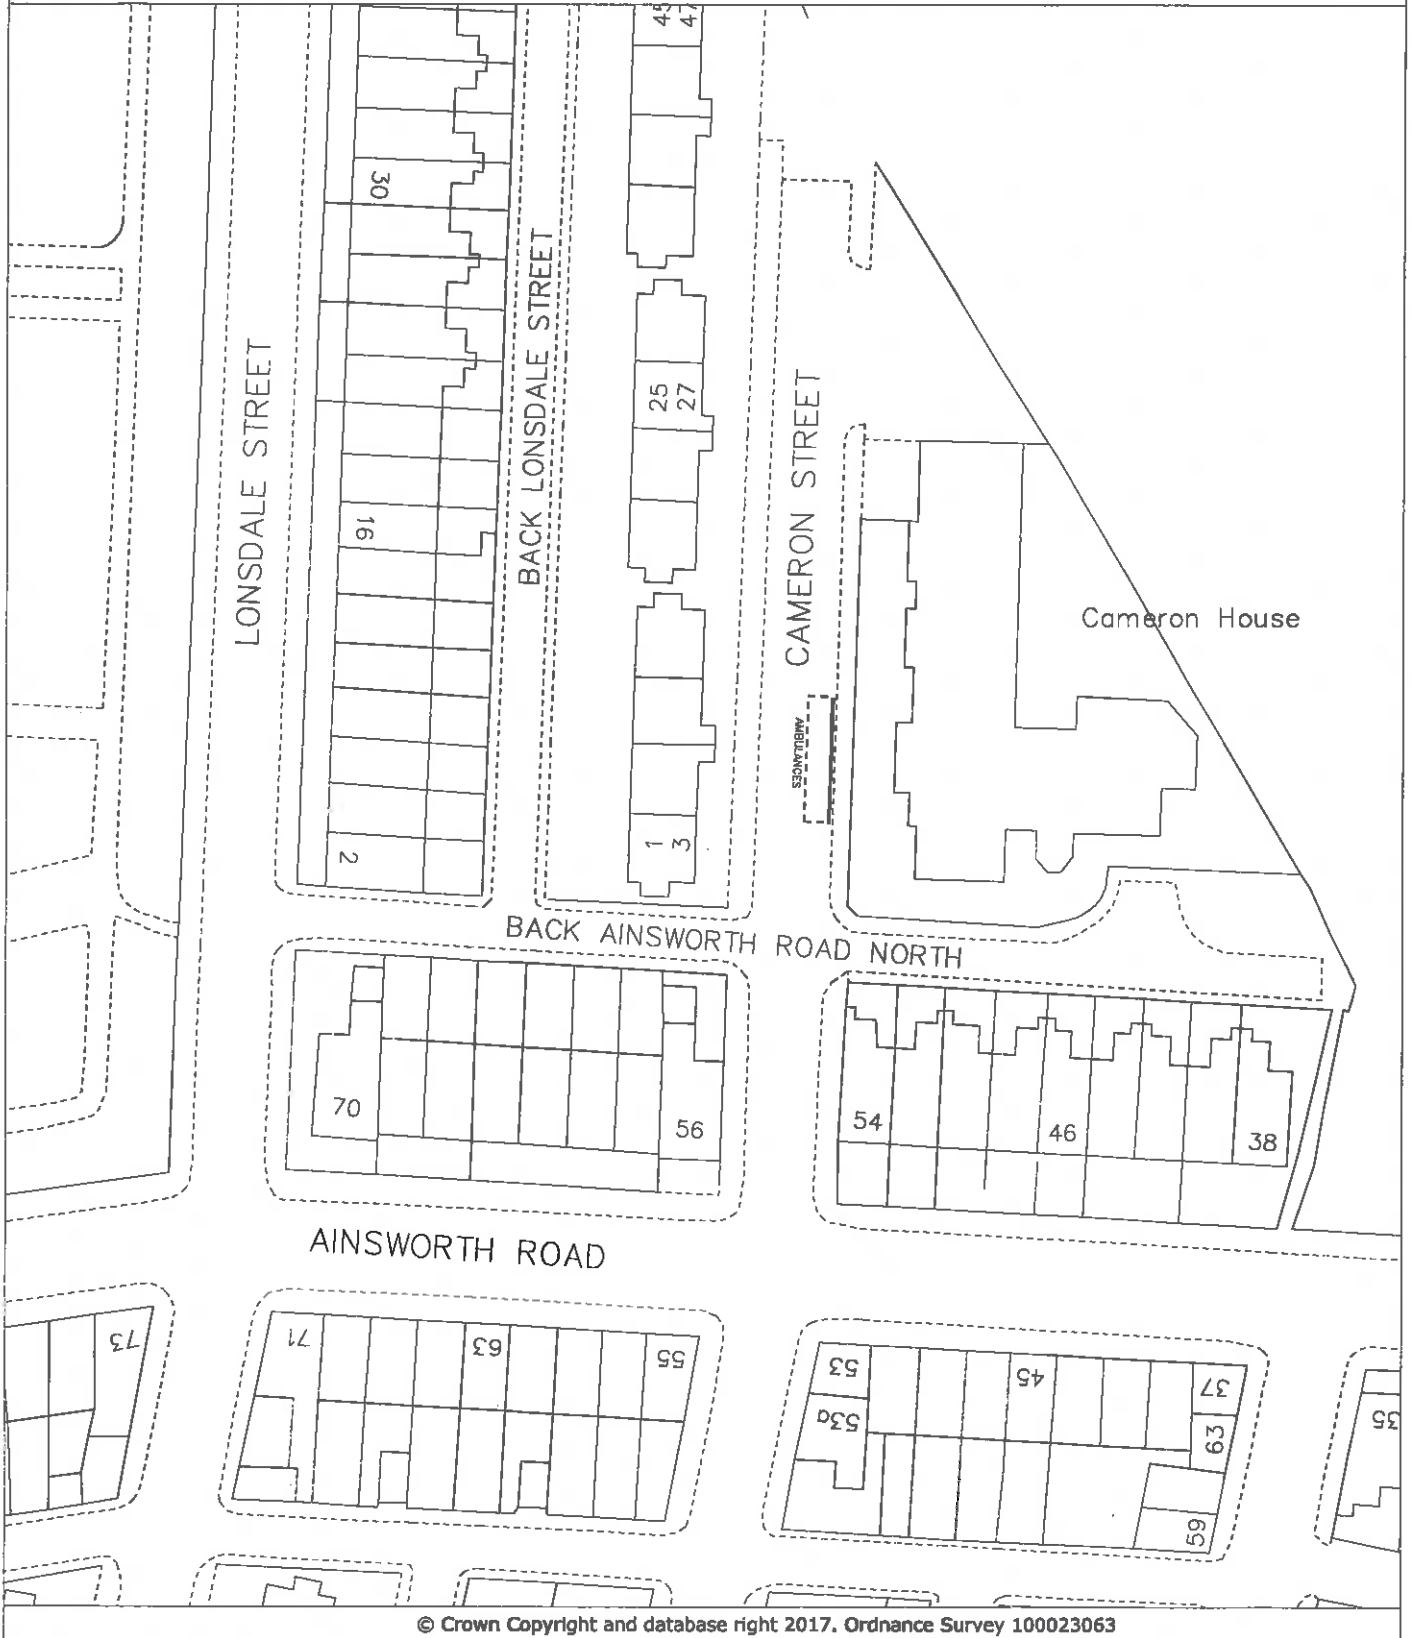 45
47
30
BACK LONSDALE STREET
LONSDALE STREET
25
27
CAMERON STREET
16
Cameron House
AMBULANCES
1
3
2
BACK AINSWORTH ROAD NORTH
70
56
54
46
38
AINSWORTH ROAD
73
71
63
55
53
45
37
53a
63
35
59
© Crown Copyright and database right 2017. Ordnance Survey 100023063